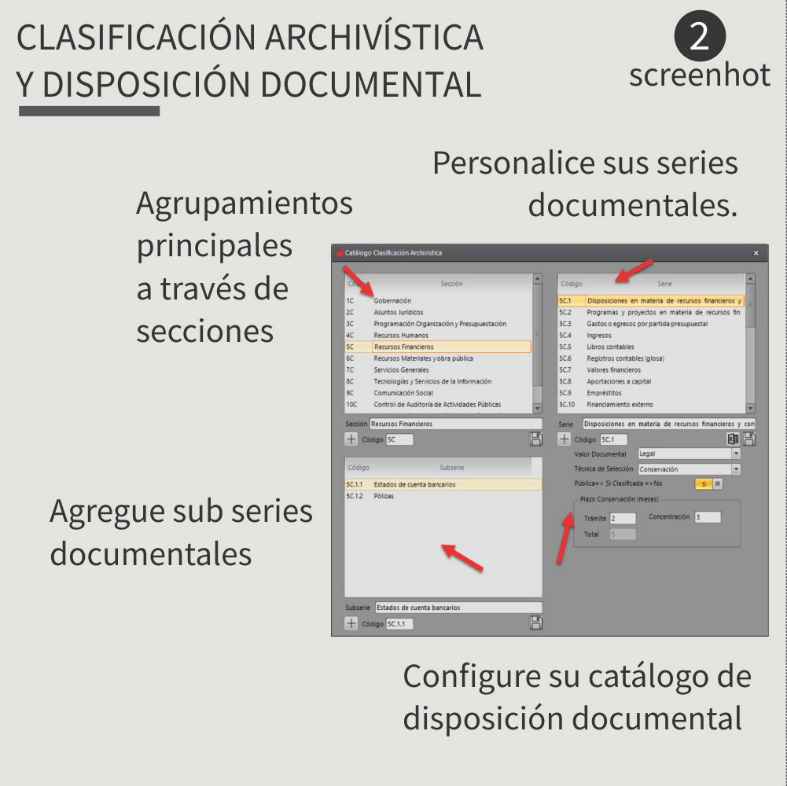 CLASIFICACIÓN ARCHIVÍSTICA
Y DISPOSICIÓN DOCUMENTAL
2
screenhot
Personalice sus series
documentales.
Agrupamientos
principales
a través de
secciones
Catálogo Clasificación Archivistica
x
Sección
1C Gobernación
2C Asuntos Jurídicos
3C Programación Organización y Presupuestación
4C Recursos Humanos
5C Recursos Financieros
6C Recursos Materiales y obra pública
7C Servicios Generales
8C Tecnologías y Servicios de la Información
9C Comunicación Social
10C Control de Auditoría de Actividades Públicas
Sección Recursos Financieros
+ Código 5C
Código Serie
5C.1 Disposiciones en materia de recursos financieros y
5C.2 Programas y proyectos en materia de recursos fin
5C.3 Gastos o egresos por partida presupuestal
5C.4 Ingresos
5C.5 Libros contables
5C.6 Registros contables (glosa)
5C.7 Valores financieros
5C.8 Aportaciones a capital
5C.9 Empréstitos
5C.10 Financiamiento externo
Serie Disposiciones en materia de recursos financieros y con
+ Código 5C.1
Valor Documental Legal
Técnica de Selección Conservación
Pública=> Si Clasificada =>No Si
Plazo Conservación (meses)
Trámite 2 Concentración 3
Total
Código Subserie
5C.1.1 Estados de cuenta bancarios
5C.1.2 Pólizas
Subserie Estados de cuenta bancarios
+ Código 5C.1.1
Agregue sub series
documentales
Configure su catálogo de
disposición documental